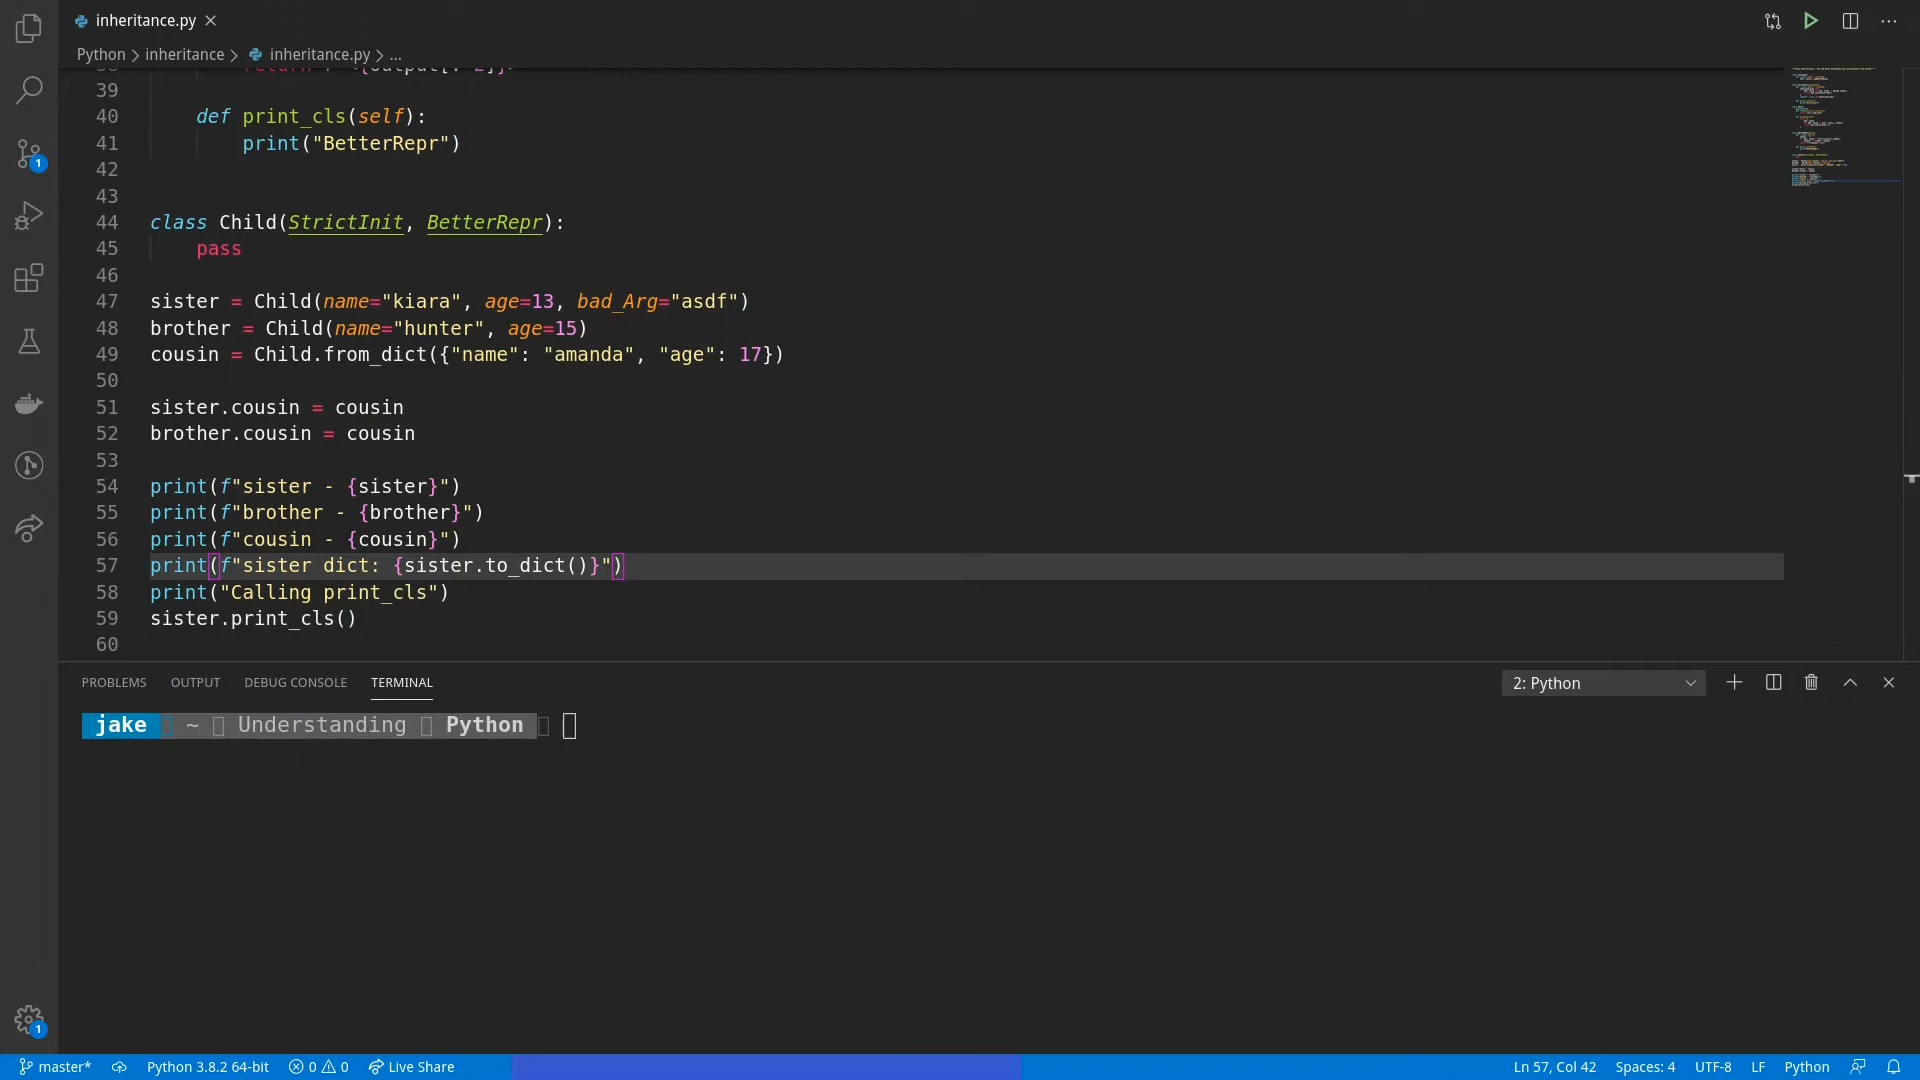 inheritance.py
Python > inheritance > inheritance.py > ...
39
40 def print_cls(self):
41 print("BetterRepr")
42
43
44 class Child(StrictInit, BetterRepr):
45 pass
46
47 sister = Child(name="kiara", age=13, bad_Arg="asdf")
48 brother = Child(name="hunter", age=15)
49 cousin = Child.from_dict({"name": "amanda", "age": 17})
50
51 sister.cousin = cousin
52 brother.cousin = cousin
53
54 print(f"sister - {sister}")
55 print(f"brother - {brother}")
56 print(f"cousin - {cousin}")
57 print(f"sister dict: {sister.to_dict()}")
58 print("Calling print_cls")
59 sister.print_cls()
60
PROBLEMS OUTPUT DEBUG CONSOLE TERMINAL 2: Python
jake ~ Understanding Python
1
1
master* Python 3.8.2 64-bit 0 0 Live Share Ln 57, Col 42 Spaces: 4 UTF-8 LF Python